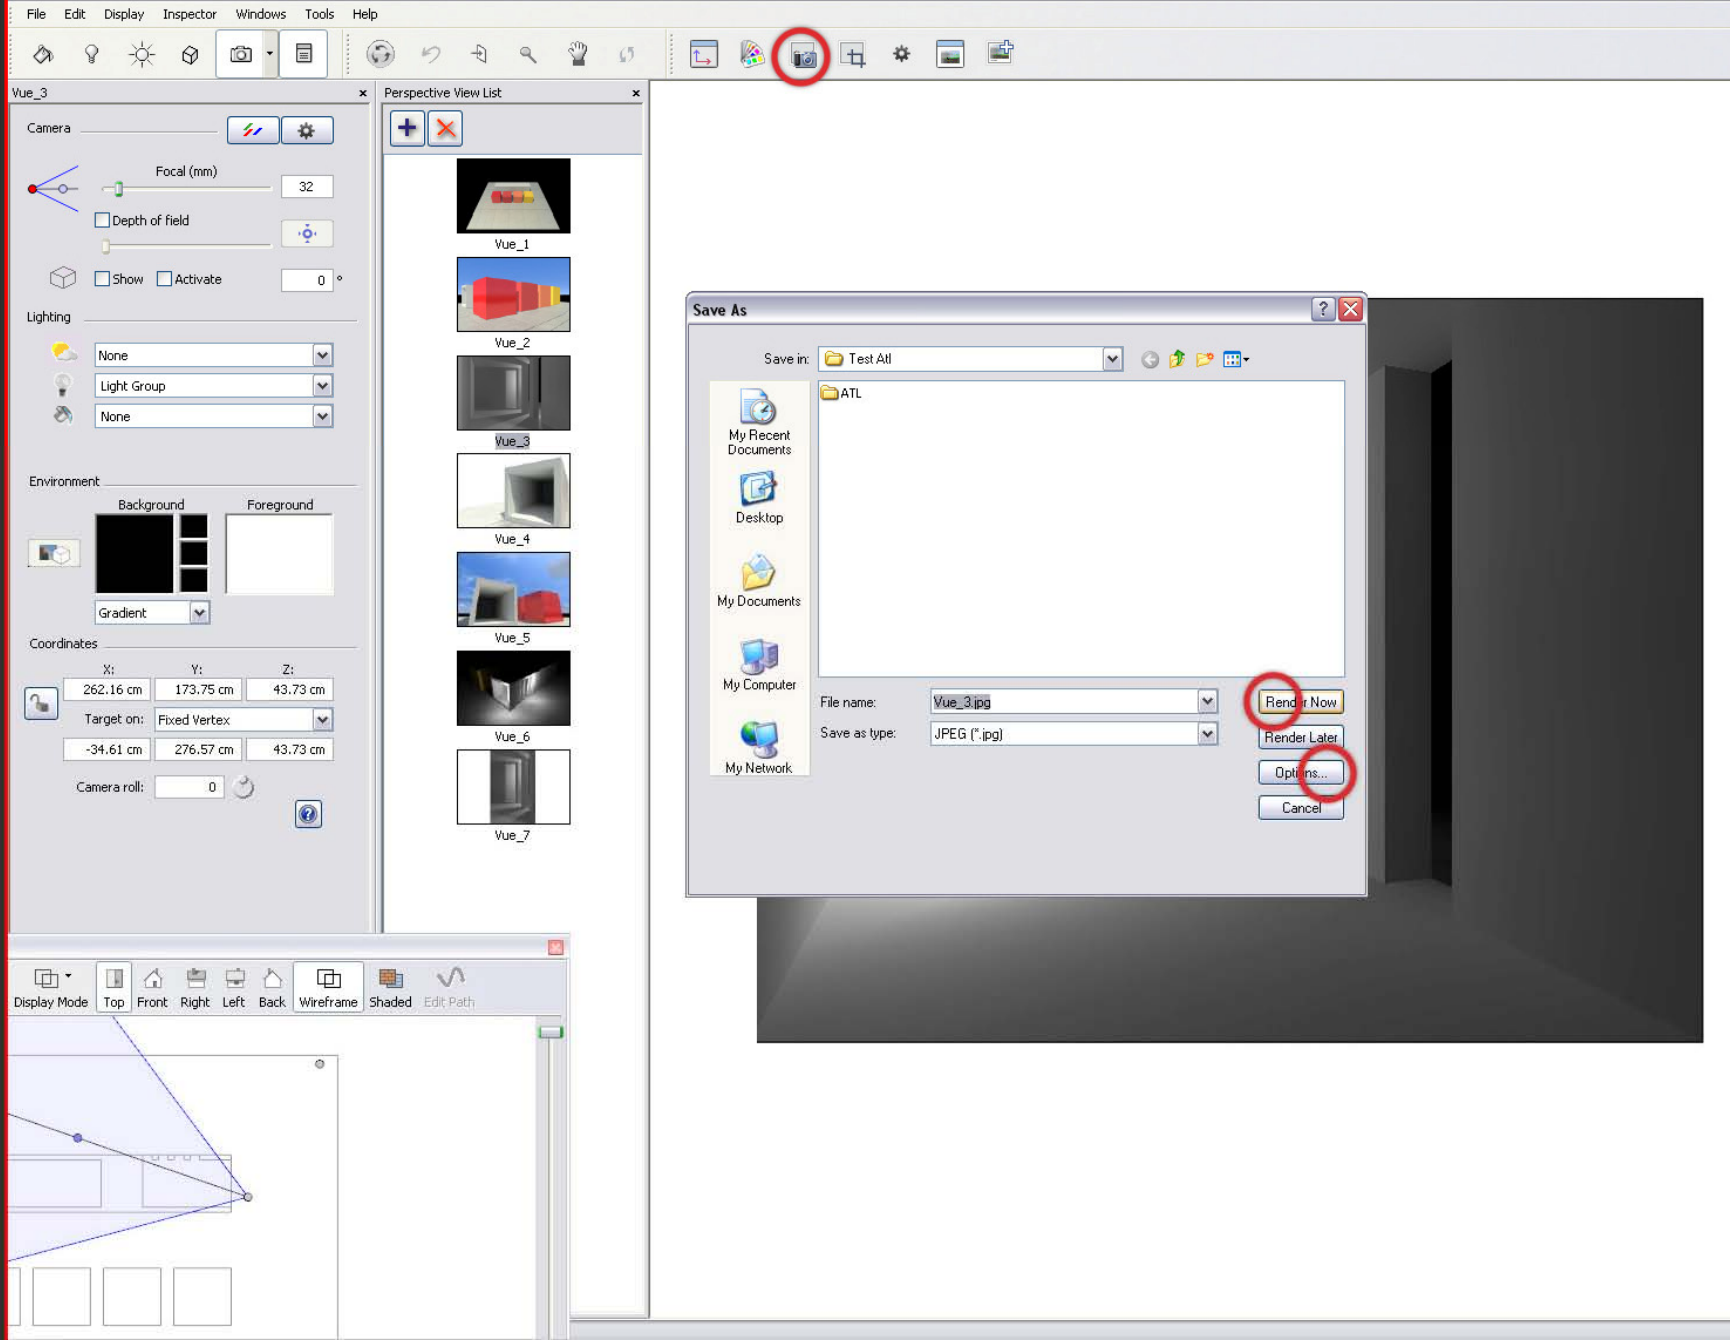 File Edit Display Inspector Windows Tools Help
Vue_3
Camera
Focal (mm)
32
Depth of field
Show Activate 0 °
Lighting
None
Light Group
None
Environment
Background Foreground
Gradient
Coordinates
X: Y: Z:
262.16 cm 173.75 cm 43.73 cm
Target on: Fixed Vertex
-34.61 cm 276.57 cm 43.73 cm
Camera roll: 0
Perspective View List
Vue_1
Vue_2
Vue_3
Vue_4
Vue_5
Vue_6
Vue_7
Save As
Save in: Test Atl
ATL
My Recent
Documents
Desktop
My Documents
My Computer
My Network
File name: Vue_3.jpg
Save as type: JPEG (*.jpg)
Render Now
Render Later
Options...
Cancel
Display Mode Top Front Right Left Back Wireframe Shaded Edit Path